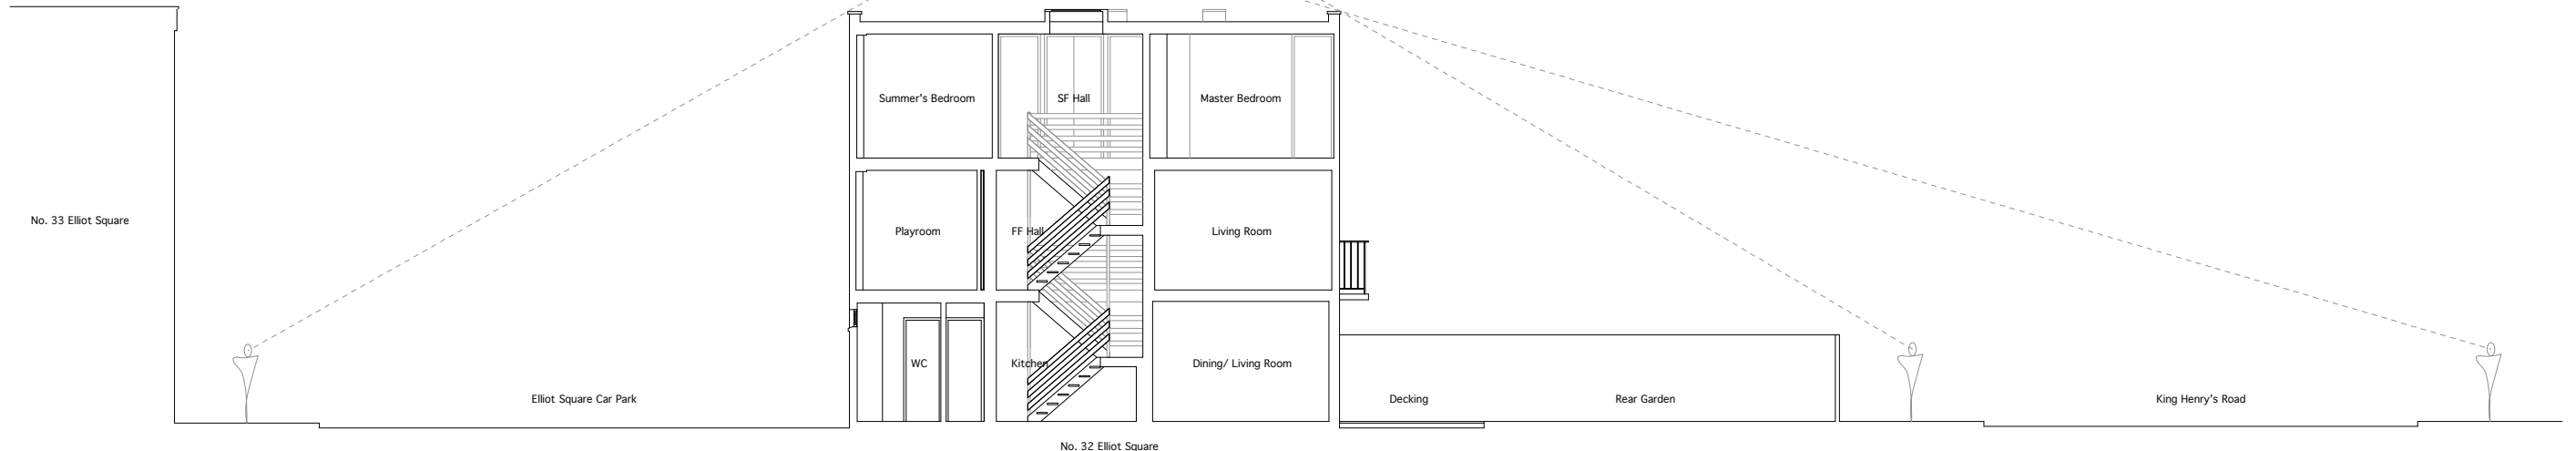 Summer's Bedroom
SF Hall
Master Bedroom
No. 33 Elliot Square
Playroom
FF Hall
Living Room
WC
Kitchen
Dining/ Living Room
Elliot Square Car Park
Decking
Rear Garden
King Henry's Road
No. 32 Elliot Square